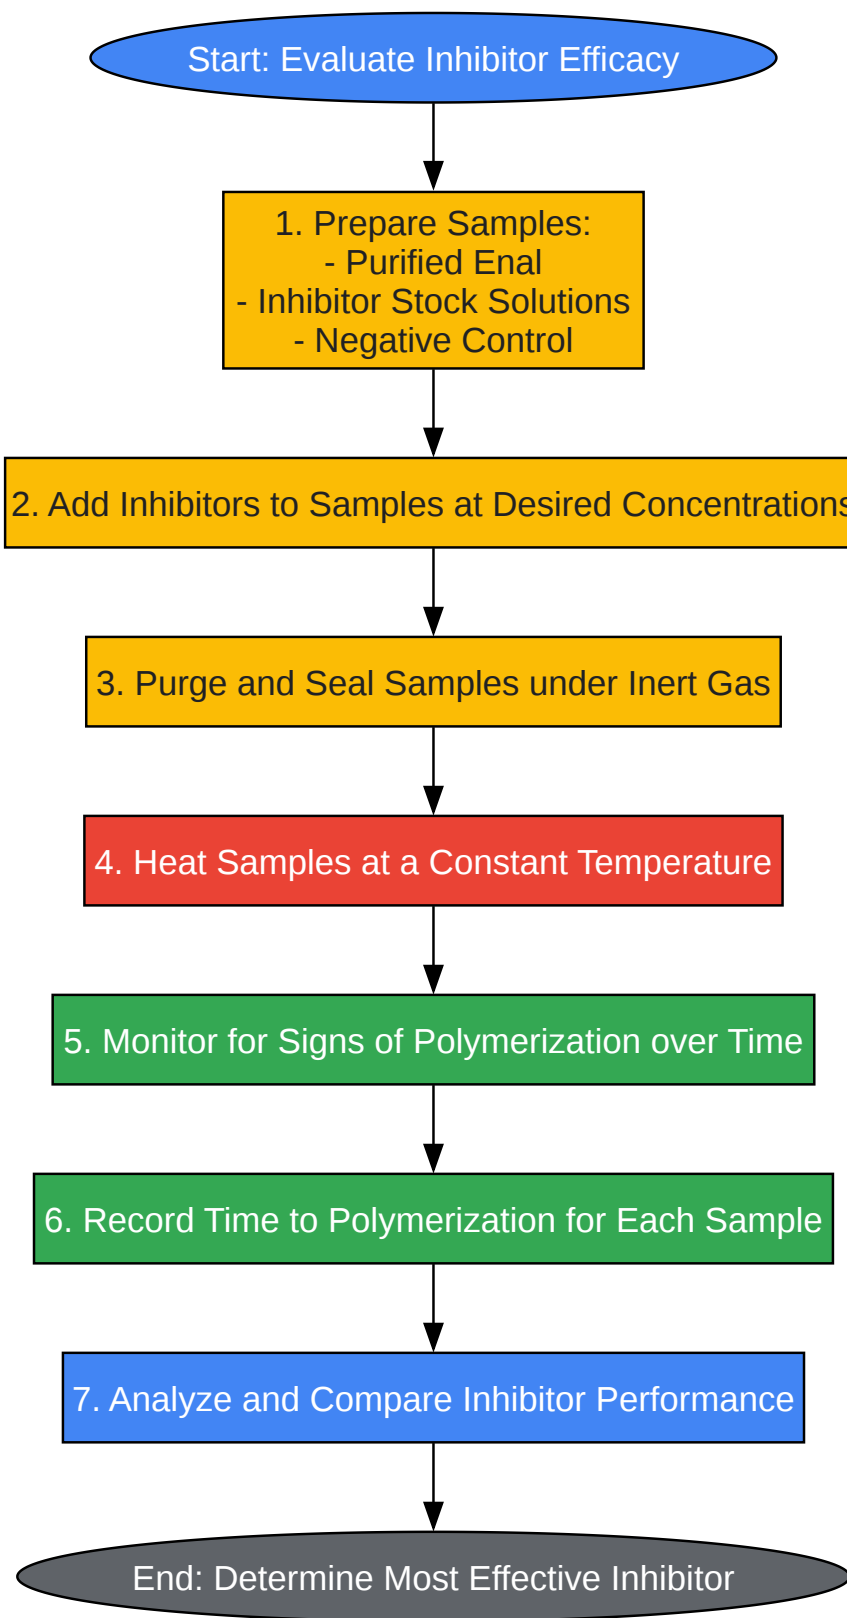 Start: Evaluate Inhibitor Efficacy
1. Prepare Samples:
- Purified Enal
- Inhibitor Stock Solutions
- Negative Control
2. Add Inhibitors to Samples at Desired Concentrations
3. Purge and Seal Samples under Inert Gas
4. Heat Samples at a Constant Temperature
5. Monitor for Signs of Polymerization over Time
6. Record Time to Polymerization for Each Sample
7. Analyze and Compare Inhibitor Performance
End: Determine Most Effective Inhibitor